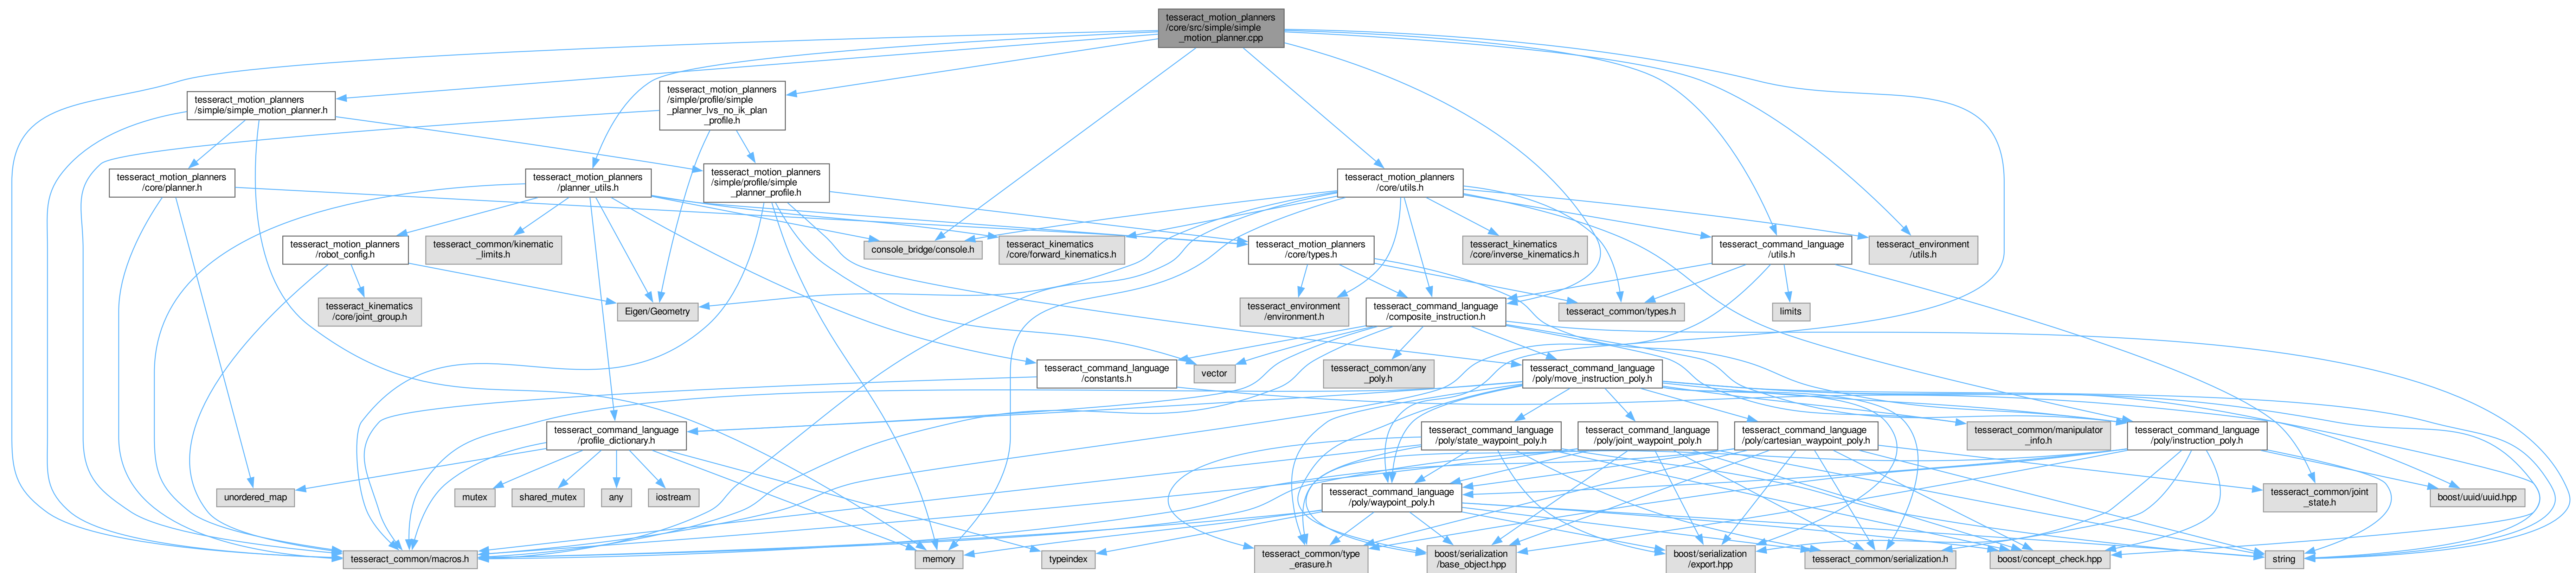 tesseract_motion_planners
/core/src/simple/simple
_motion_planner.cpp
tesseract_motion_planners
/simple/simple_motion_planner.h
tesseract_motion_planners
/simple/profile/simple
_planner_lvs_no_ik_plan
_profile.h
tesseract_motion_planners
/core/planner.h
tesseract_motion_planners
/planner_utils.h
tesseract_motion_planners
/simple/profile/simple
_planner_profile.h
tesseract_motion_planners
/core/utils.h
tesseract_motion_planners
/robot_config.h
tesseract_common/kinematic
_limits.h
console_bridge/console.h
tesseract_kinematics
/core/forward_kinematics.h
tesseract_motion_planners
/core/types.h
tesseract_kinematics
/core/inverse_kinematics.h
tesseract_command_language
/utils.h
tesseract_environment
/utils.h
tesseract_kinematics
/core/joint_group.h
Eigen/Geometry
tesseract_environment
/environment.h
tesseract_command_language
/composite_instruction.h
tesseract_common/types.h
limits
tesseract_command_language
/constants.h
vector
tesseract_common/any
_poly.h
tesseract_command_language
/poly/move_instruction_poly.h
tesseract_command_language
/profile_dictionary.h
tesseract_command_language
/poly/state_waypoint_poly.h
tesseract_command_language
/poly/joint_waypoint_poly.h
tesseract_command_language
/poly/cartesian_waypoint_poly.h
tesseract_common/manipulator
_info.h
tesseract_command_language
/poly/instruction_poly.h
unordered_map
mutex
shared_mutex
any
iostream
tesseract_command_language
/poly/waypoint_poly.h
tesseract_common/joint
_state.h
boost/uuid/uuid.hpp
tesseract_common/macros.h
memory
typeindex
tesseract_common/type
_erasure.h
boost/serialization
/base_object.hpp
boost/serialization
/export.hpp
tesseract_common/serialization.h
boost/concept_check.hpp
string